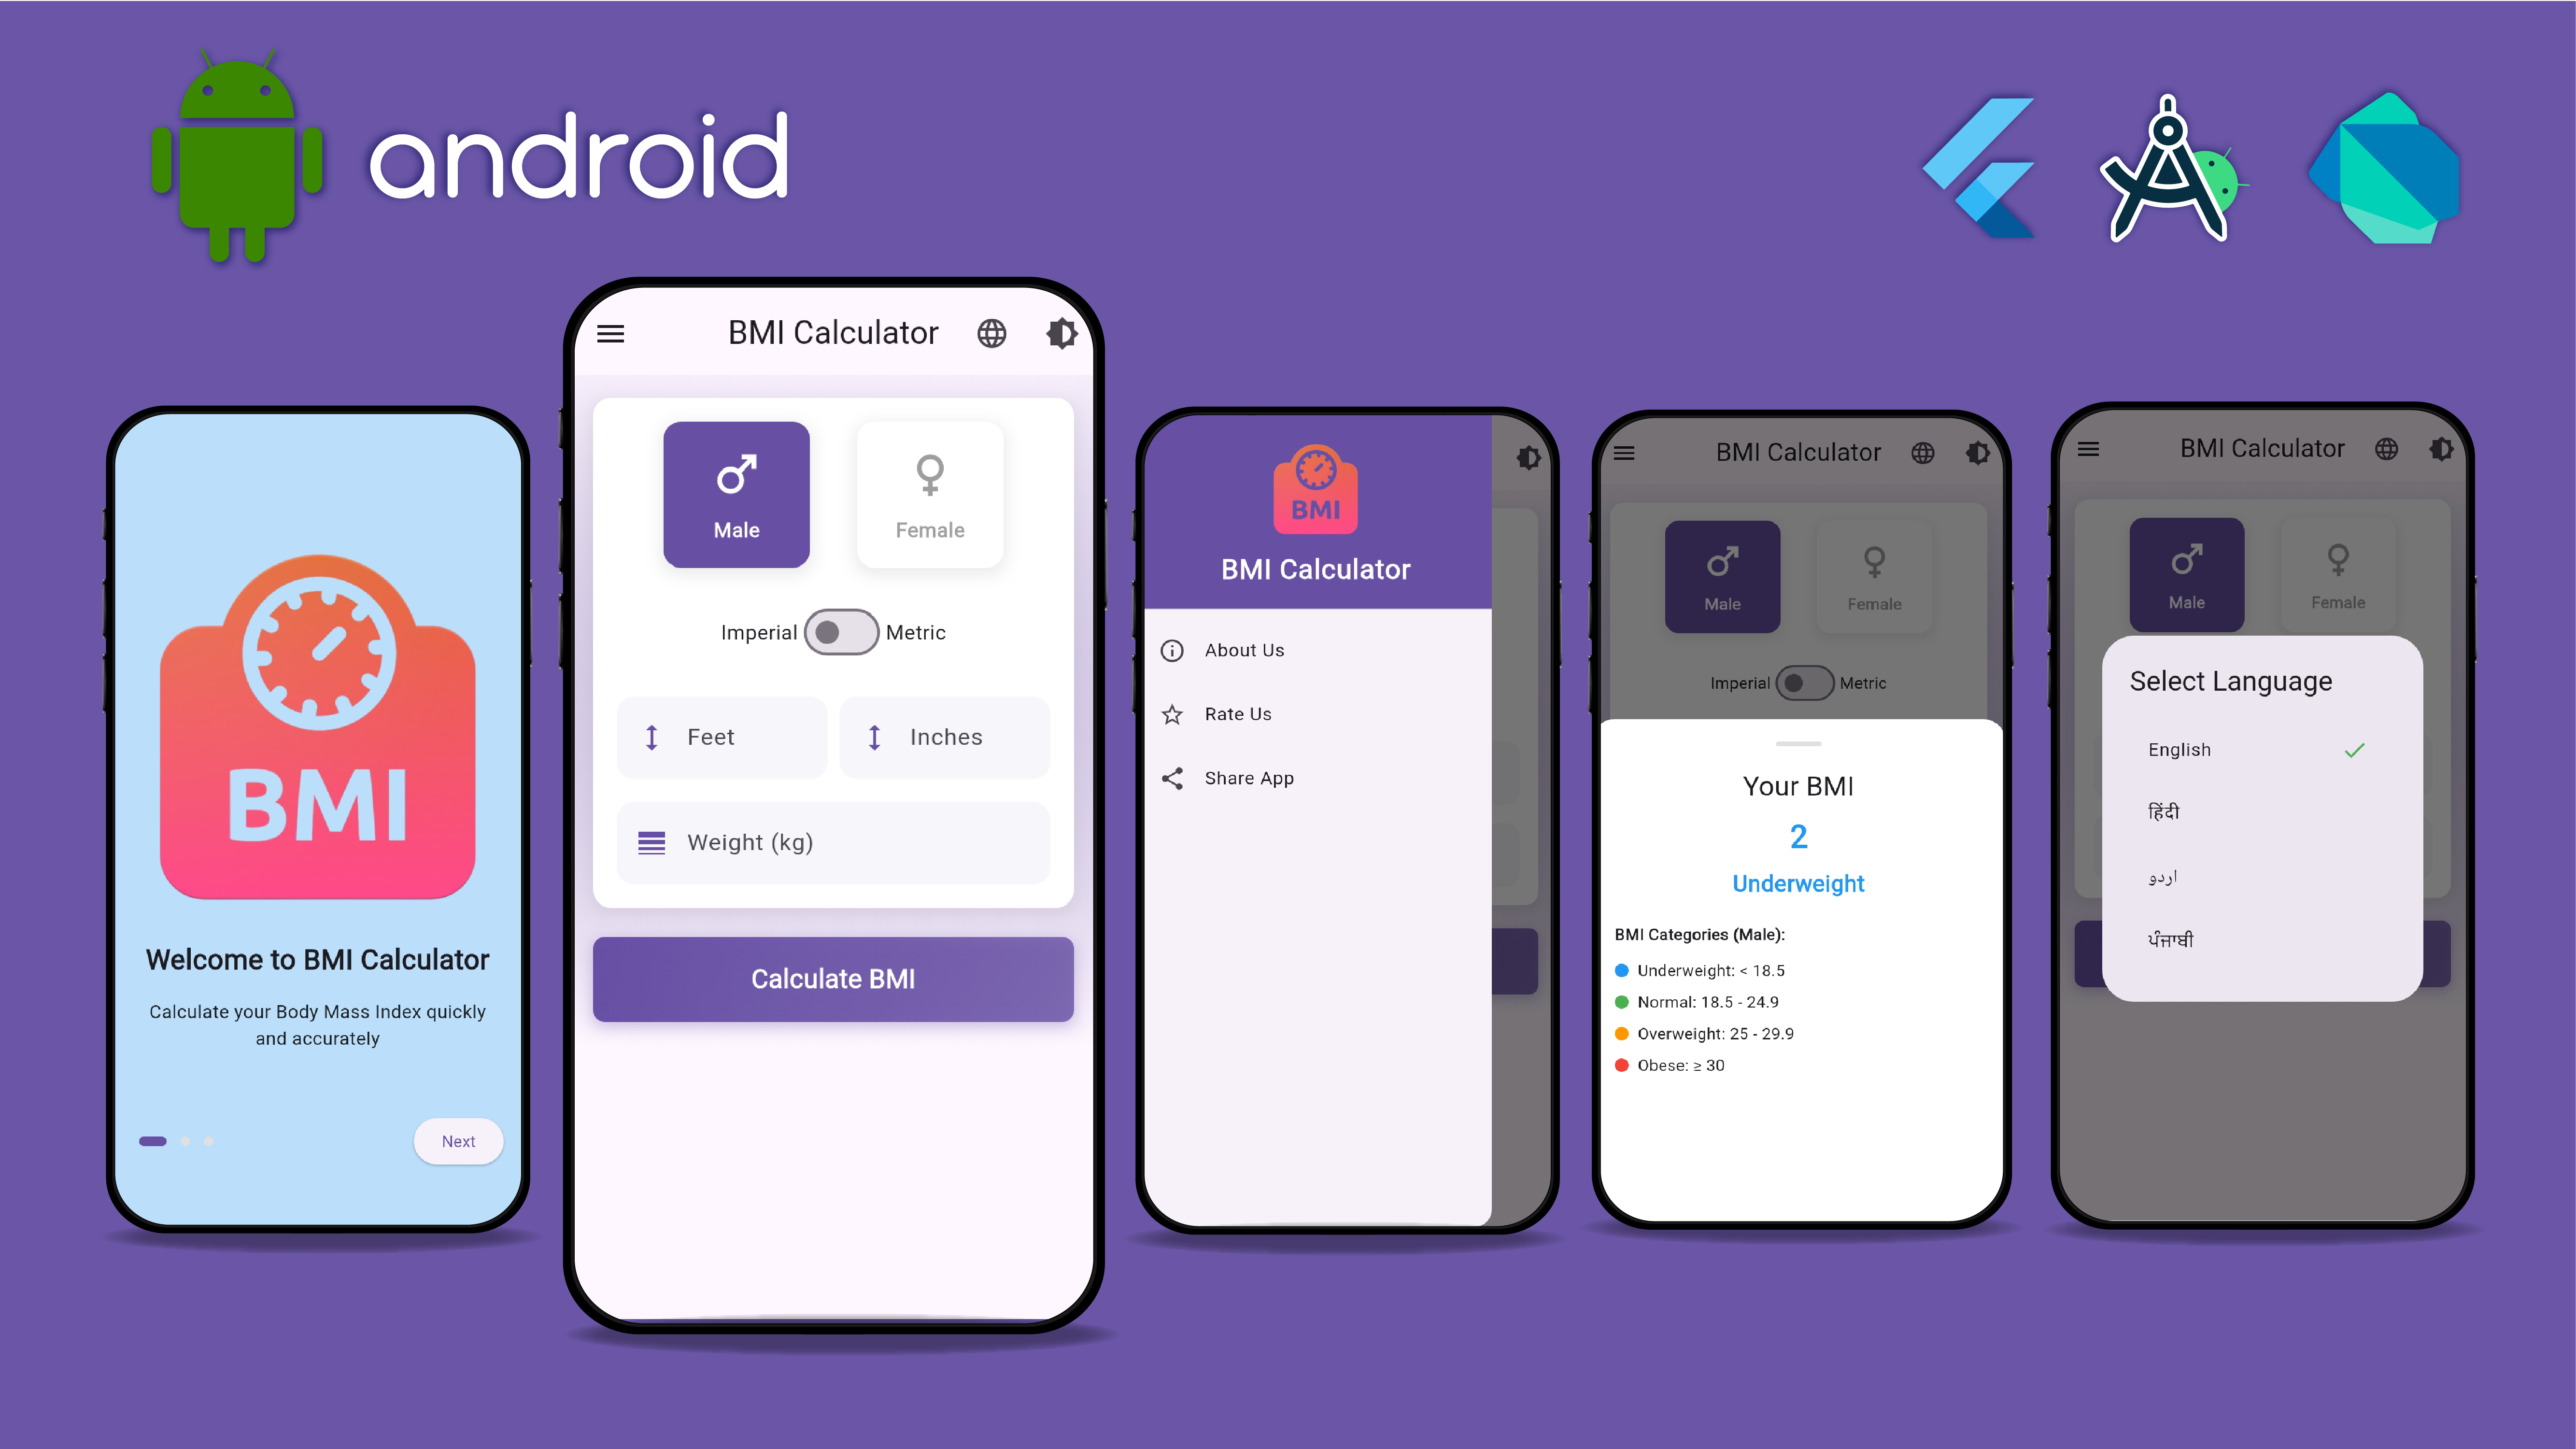 android
BMI
Welcome to BMI Calculator
Calculate your Body Mass Index quickly
and accurately
Next
BMI Calculator
Male
Female
Imperial
Metric
Feet
Inches
Weight (kg)
Calculate BMI
BMI
BMI Calculator
About Us
Rate Us
Share App
BMI Calculator
Male
Female
Imperial
Metric
Your BMI
2
Underweight
BMI Categories (Male):
Underweight: < 18.5
Normal: 18.5 - 24.9
Overweight: 25 - 29.9
Obese: ≥ 30
BMI Calculator
Male
Female
Select Language
English
हिंदी
اردو
ਪੰਜਾਬੀ